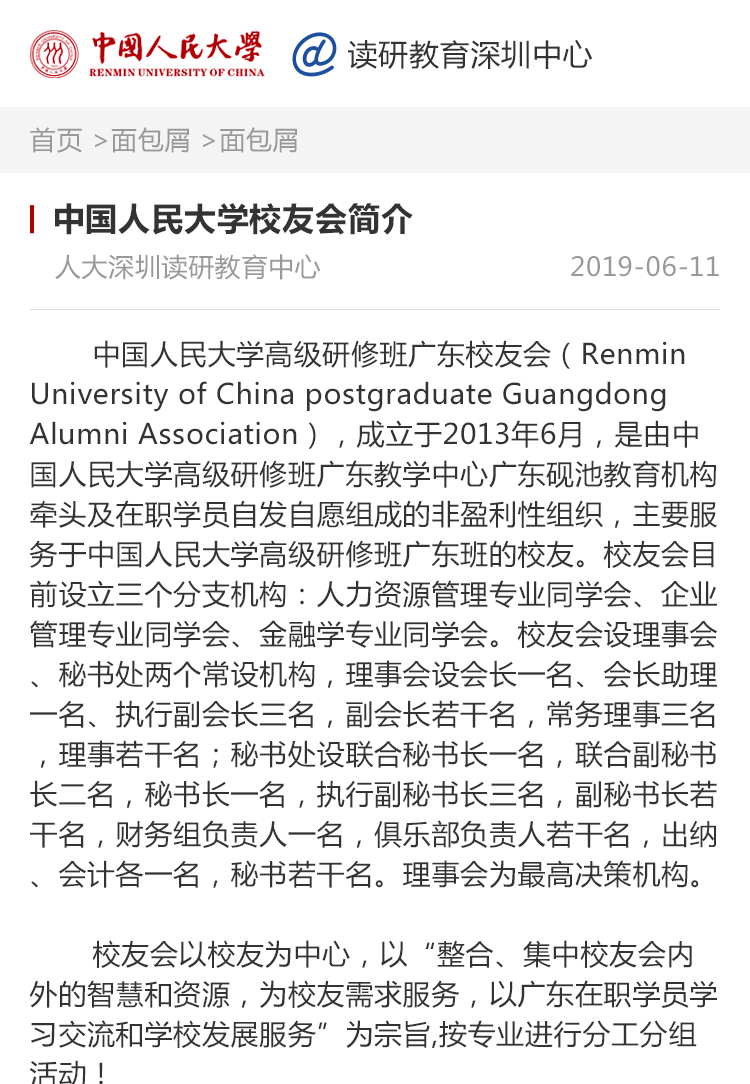 中国人民大学 读研教育深圳中心
RENMIN UNIVERSITY OF CHINA
首页 >面包屑 >面包屑
中国人民大学校友会简介
人大深圳读研教育中心 2019-06-11
中国人民大学高级研修班广东校友会（Renmin
University of China postgraduate Guangdong
Alumni Association），成立于2013年6月，是由中
国人民大学高级研修班广东教学中心广东砚池教育机构
牵头及在职学员自发自愿组成的非盈利性组织，主要服
务于中国人民大学高级研修班广东班的校友。校友会目
前设立三个分支机构：人力资源管理专业同学会、企业
管理专业同学会、金融学专业同学会。校友会设理事会
、秘书处两个常设机构，理事会设会长一名、会长助理
一名、执行副会长三名，副会长若干名，常务理事三名
，理事若干名；秘书处设联合秘书长一名，联合副秘书
长二名，秘书长一名，执行副秘书长三名，副秘书长若
干名，财务组负责人一名，俱乐部负责人若干名，出纳
、会计各一名，秘书若干名。理事会为最高决策机构。
校友会以校友为中心，以“整合、集中校友会内
外的智慧和资源，为校友需求服务，以广东在职学员学
习交流和学校发展服务”为宗旨,按专业进行分工分组
活动！